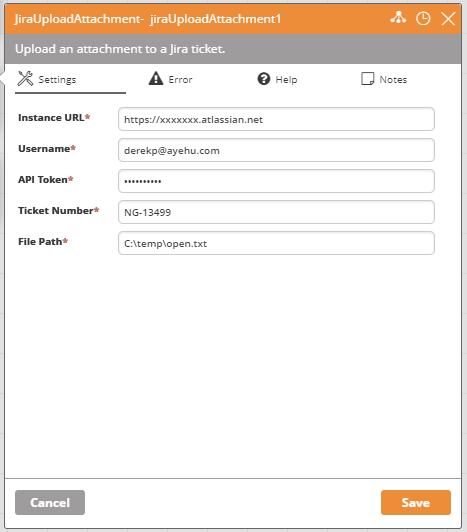 JiraUploadAttachment- jiraUploadAttachment1
Upload an attachment to a Jira ticket.
Settings Error Help Notes
Instance URL* https://xxxxxxx.atlassian.net
Username* derekp@ayehu.com
API Token* ••••••••••
Ticket Number* NG-13499
File Path* C:\temp\open.txt
Cancel Save